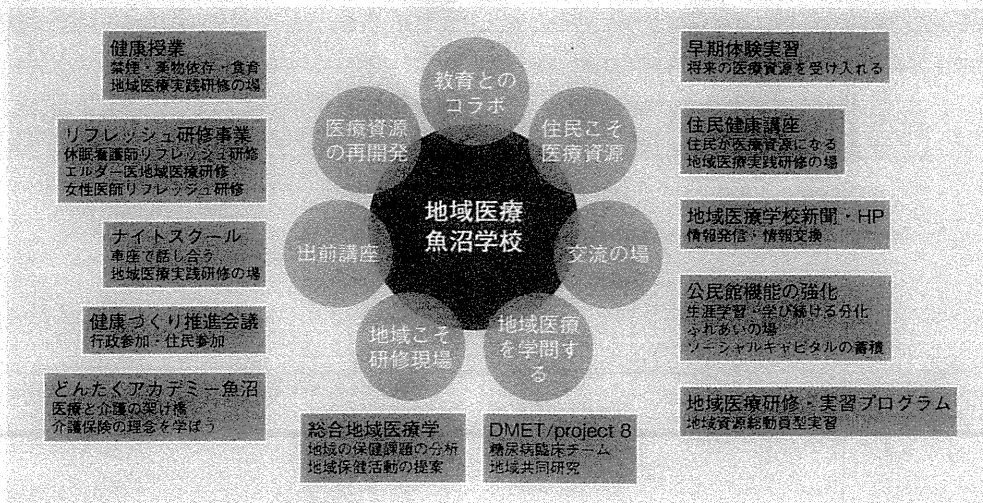 健康授業
禁煙・薬物依存・食育
地域医療実践研修の場
リフレッシュ研修事業
休眠看護師リフレッシュ研修
エルダー医地域医療研修
女性医師リフレッシュ研修
ナイトスクール
車座で話し合う
地域医療実践研修の場
健康づくり推進会議
行政参加・住民参加
どんたくアカデミー魚沼
医療と介護の架け橋
介護保険の理念を学ぼう
教育との
コラボ
医療資源
の再開発
住民こそ
医療資源
地域医療
魚沼学校
出前講座
交流の場
地域こそ
研修現場
地域医療
を学問す
る
総合地域医療学
地域の保健課題の分析
地域保健活動の提案
DMET/project 8
糖尿病臨床チーム
地域共同研究
早期体験実習
将来の医療資源を受け入れる
住民健康講座
住民が医療資源になる
地域医療実践研修の場
地域医療学校新聞・HP
情報発信・情報交換
公民館機能の強化
生涯学習・学び続ける分化
ふれあいの場
ソーシャルキャピタルの蓄積
地域医療研修・実習プログラム
地域資源総動員型実習